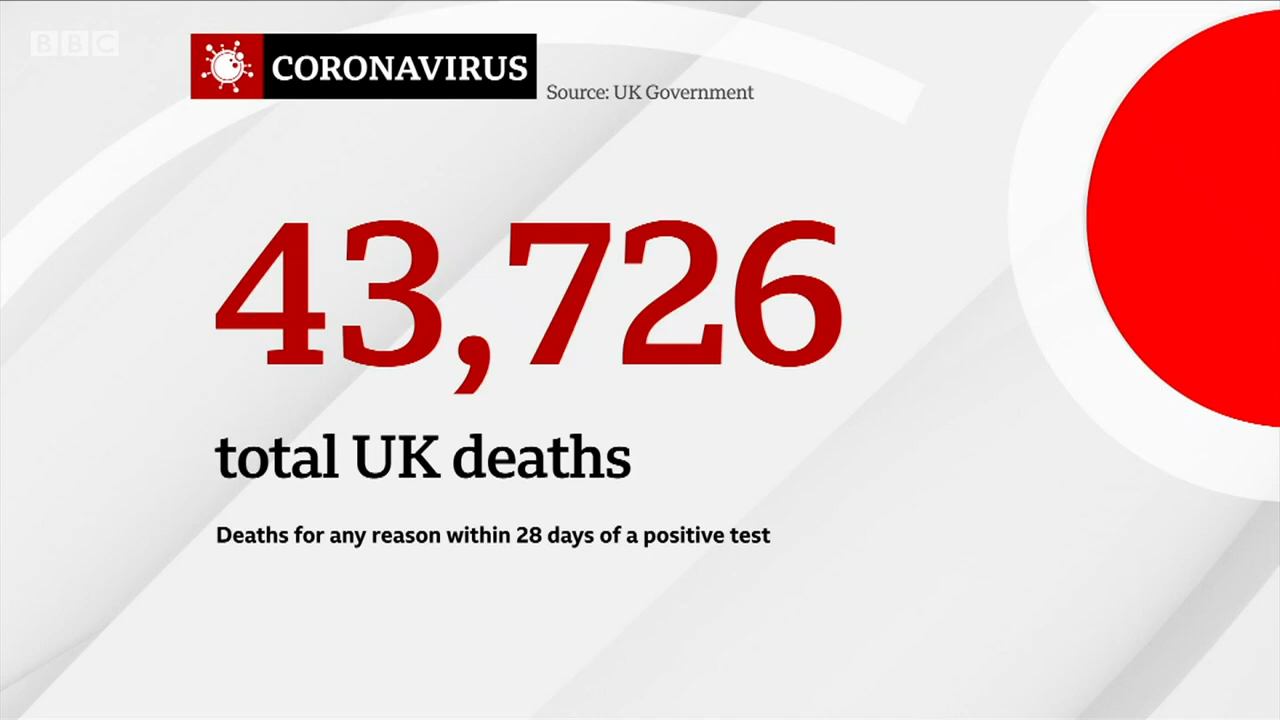 BBC
CORONAVIRUS
Source: UK Government
43,726
total UK deaths
Deaths for any reason within 28 days of a positive test